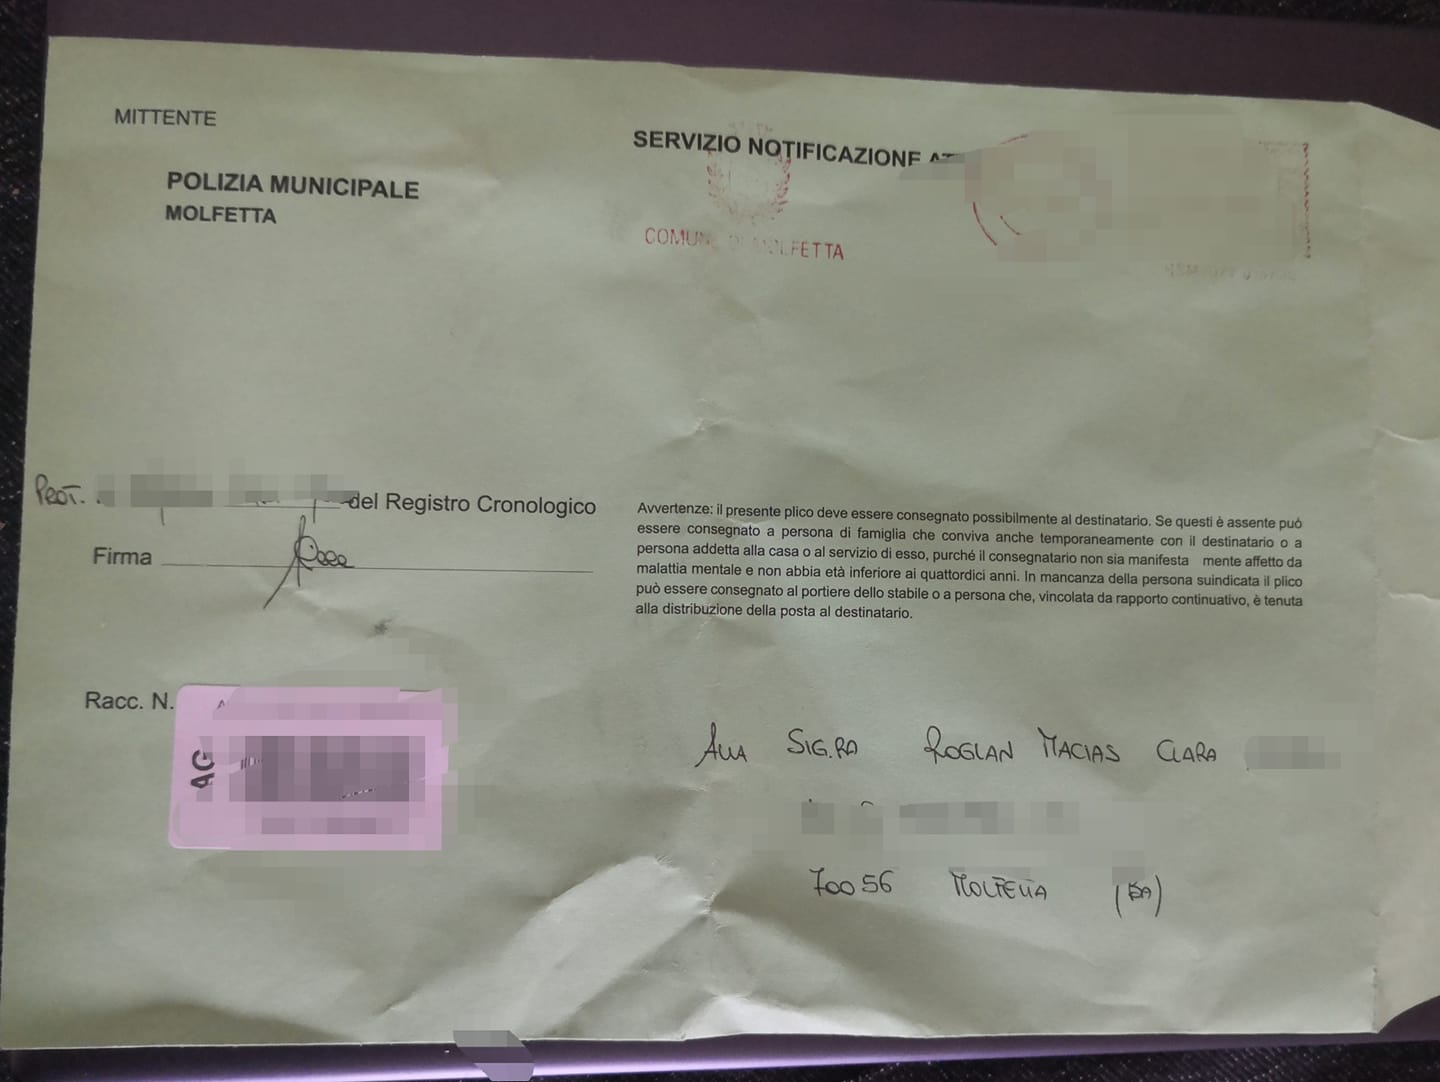 MITTENTE
POLIZIA MUNICIPALE
MOLFETTA
SERVIZIO NOTIFICAZIONE
COMUNE DI MOLFETTA
PROT.
del Registro Cronologico
Firma
Avvertenze: il presente plico deve essere consegnato possibilmente al destinatario. Se questi è assente può
essere consegnato a persona di famiglia che conviva anche temporaneamente con il destinatario o a
persona addetta alla casa o al servizio di esso, purché il consegnatario non sia manifesta mente affetto da
malattia mentale e non abbia età inferiore ai quattordici anni. In mancanza della persona suindicata il plico
può essere consegnato al portiere dello stabile o a persona che, vincolata da rapporto continuativo, è tenuta
alla distribuzione della posta al destinatario.
Racc. N.
AG
ALLA SIG.RA ROGLAN MACIAS CLARA
70056 MOLFETTA (BA)